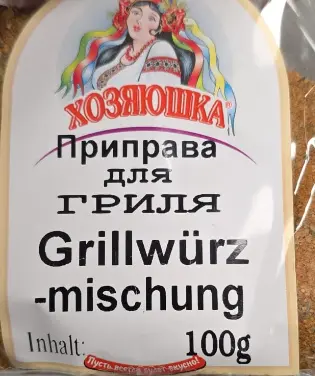 ХОЗЯЮШКА
Приправа
для
ГРИЛЯ
Grillwürz
-mischung
Inhalt: 100g
Пусть всегда будет вкусно!